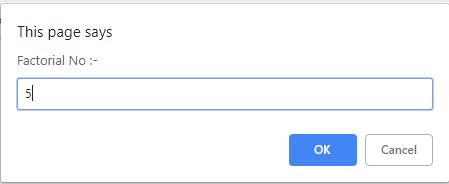 This page says
Factorial No :-
5
OK
Cancel